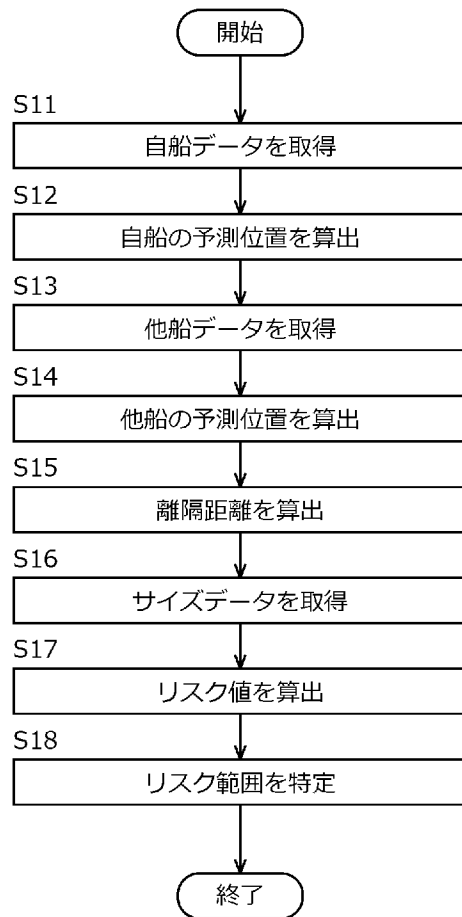 開始
S11
自船データを取得
S12
自船の予測位置を算出
S13
他船データを取得
S14
他船の予測位置を算出
S15
離隔距離を算出
S16
サイズデータを取得
S17
リスク値を算出
S18
リスク範囲を特定
終了